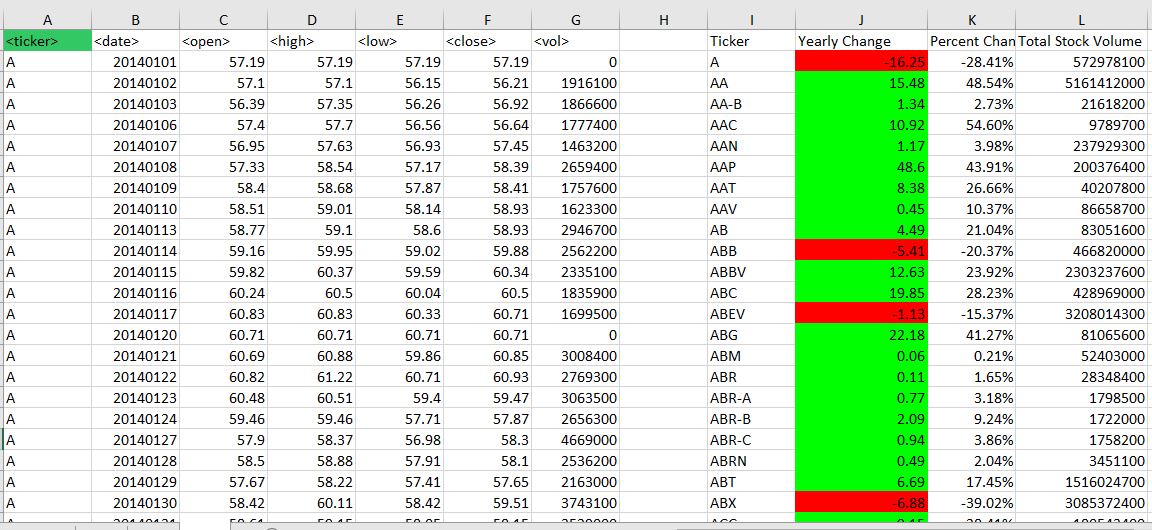 A B C D E F G H I J K L
<ticker> <date> <open> <high> <low> <close> <vol> Ticker Yearly Change Percent Chan Total Stock Volume
A 20140101 57.19 57.19 57.19 57.19 0 A -16.25 -28.41% 572978100
A 20140102 57.1 57.1 56.15 56.21 1916100 AA 15.48 48.54% 5161412000
A 20140103 56.39 57.35 56.26 56.92 1866600 AA-B 1.34 2.73% 21618200
A 20140106 57.4 57.7 56.56 56.64 1777400 AAC 10.92 54.60% 9789700
A 20140107 56.95 57.63 56.93 57.45 1463200 AAN 1.17 3.98% 237929300
A 20140108 57.33 58.54 57.17 58.39 2659400 AAP 48.6 43.91% 200376400
A 20140109 58.4 58.68 57.87 58.41 1757600 AAT 8.38 26.66% 40207800
A 20140110 58.51 59.01 58.14 58.93 1623300 AAV 0.45 10.37% 86658700
A 20140113 58.77 59.1 58.6 58.93 2946700 AB 4.49 21.04% 83051600
A 20140114 59.16 59.95 59.02 59.88 2562200 ABB -5.41 -20.37% 466820000
A 20140115 59.82 60.37 59.59 60.34 2335100 ABBV 12.63 23.92% 2303237600
A 20140116 60.24 60.5 60.04 60.5 1835900 ABC 19.85 28.23% 428969000
A 20140117 60.83 60.83 60.33 60.71 1699500 ABEV -1.13 -15.37% 3208014300
A 20140120 60.71 60.71 60.71 60.71 0 ABG 22.18 41.27% 81065600
A 20140121 60.69 60.88 59.86 60.85 3008400 ABM 0.06 0.21% 52403000
A 20140122 60.82 61.22 60.71 60.93 2769300 ABR 0.11 1.65% 28348400
A 20140123 60.48 60.51 59.4 59.47 3063500 ABR-A 0.77 3.18% 1798500
A 20140124 59.46 59.46 57.71 57.87 2656300 ABR-B 2.09 9.24% 1722000
A 20140127 57.9 58.37 56.98 58.3 4669000 ABR-C 0.94 3.86% 1758200
A 20140128 58.5 58.88 57.91 58.1 2536200 ABRN 0.49 2.04% 3451100
A 20140129 57.67 58.22 57.41 57.65 2163000 ABT 6.69 17.45% 1516024700
A 20140130 58.42 60.11 58.42 59.51 3743100 ABX -6.88 -39.02% 3085372400